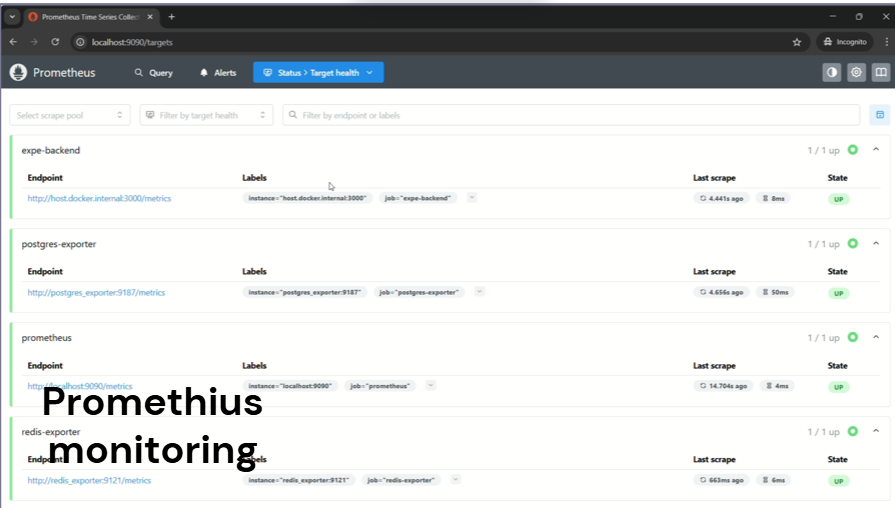 Prometheus Time Series Collec
localhost:9090/targets
Incognito
Prometheus
Query
Alerts
Status > Target health
Select scrape pool
Filter by target health
Filter by endpoint or labels
expe-backend
1 / 1 up
Endpoint Labels Last scrape State
http://host.docker.internal:3000/metrics instance="host.docker.internal:3000" job="expe-backend" 4.441s ago 8ms UP
postgres-exporter
1 / 1 up
Endpoint Labels Last scrape State
http://postgres_exporter:9187/metrics instance="postgres_exporter:9187" job="postgres-exporter" 4.656s ago 50ms UP
prometheus
1 / 1 up
Endpoint Labels Last scrape State
http://localhost:9090/metrics instance="localhost:9090" job="prometheus" 14.704s ago 4ms UP
Promethius
monitoring
redis-exporter
1 / 1 up
Endpoint Labels Last scrape State
http://redis_exporter:9121/metrics instance="redis_exporter:9121" job="redis-exporter" 663ms ago 6ms UP